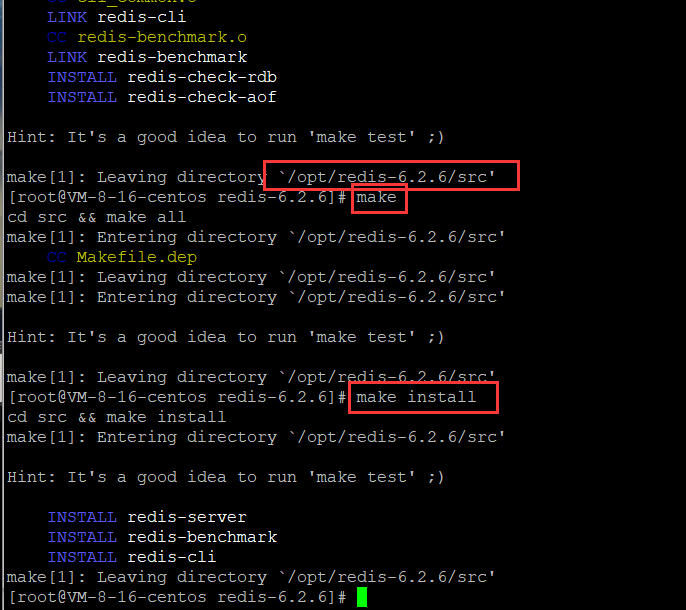 LINK redis-cli
CC redis-benchmark.o
LINK redis-benchmark
INSTALL redis-check-rdb
INSTALL redis-check-aof
Hint: It's a good idea to run 'make test' ;)
make[1]: Leaving directory `/opt/redis-6.2.6/src'
[root@VM-8-16-centos redis-6.2.6]# make
cd src && make all
make[1]: Entering directory `/opt/redis-6.2.6/src'
CC Makefile.dep
make[1]: Leaving directory `/opt/redis-6.2.6/src'
make[1]: Entering directory `/opt/redis-6.2.6/src'
Hint: It's a good idea to run 'make test' ;)
make[1]: Leaving directory `/opt/redis-6.2.6/src'
[root@VM-8-16-centos redis-6.2.6]# make install
cd src && make install
make[1]: Entering directory `/opt/redis-6.2.6/src'
Hint: It's a good idea to run 'make test' ;)
INSTALL redis-server
INSTALL redis-benchmark
INSTALL redis-cli
make[1]: Leaving directory `/opt/redis-6.2.6/src'
[root@VM-8-16-centos redis-6.2.6]#